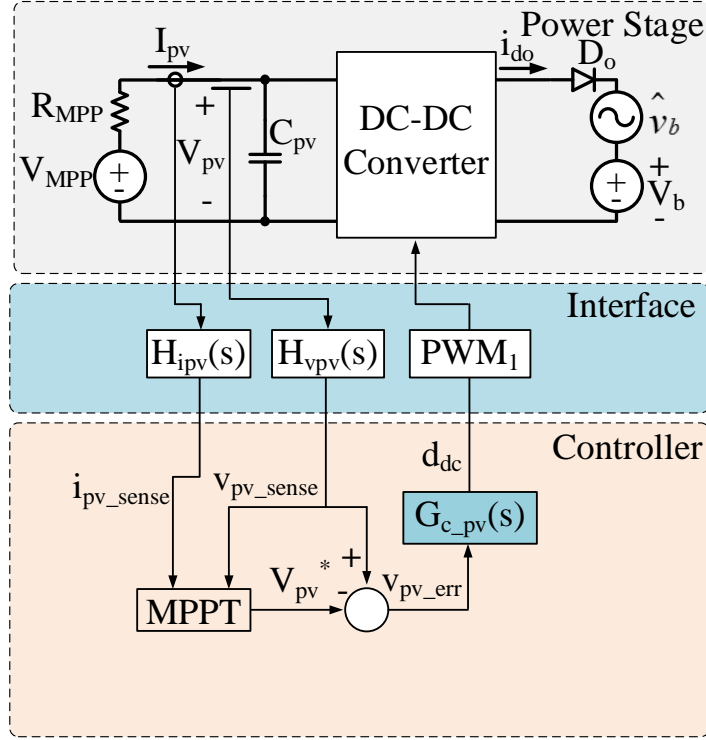 Power Stage
I_pv
i_do
D_o
R_MPP
+
V_pv
C_pv
DC-DC
Converter
v̂_b
V_MPP
+
-
-
+
-
+
V_b
-
Interface
H_ipv(s)
H_vpv(s)
PWM_1
Controller
d_dc
i_pv_sense
v_pv_sense
G_c_pv(s)
+
V_pv*
-
v_pv_err
MPPT